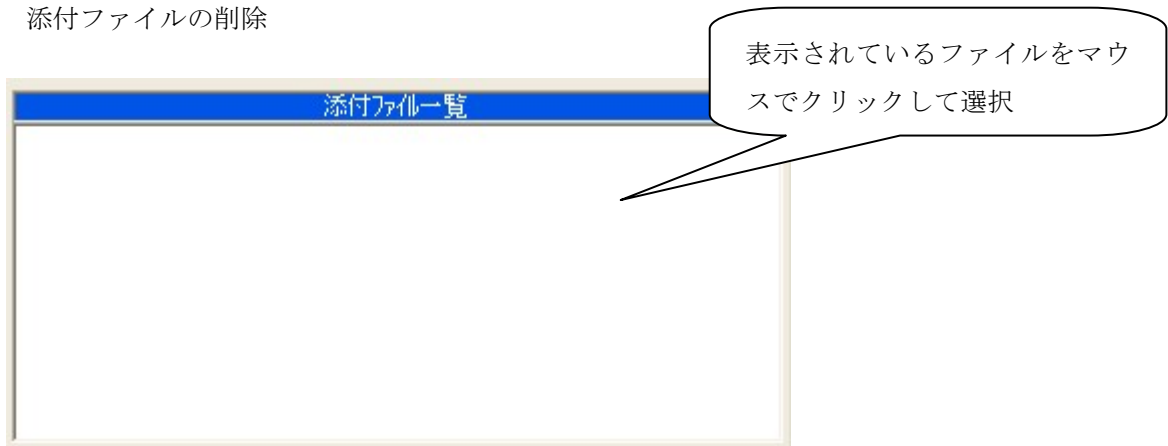 添付ファイルの削除
表示されているファイルをマウ
スでクリックして選択
添付ﾌｧｲﾙ一覧